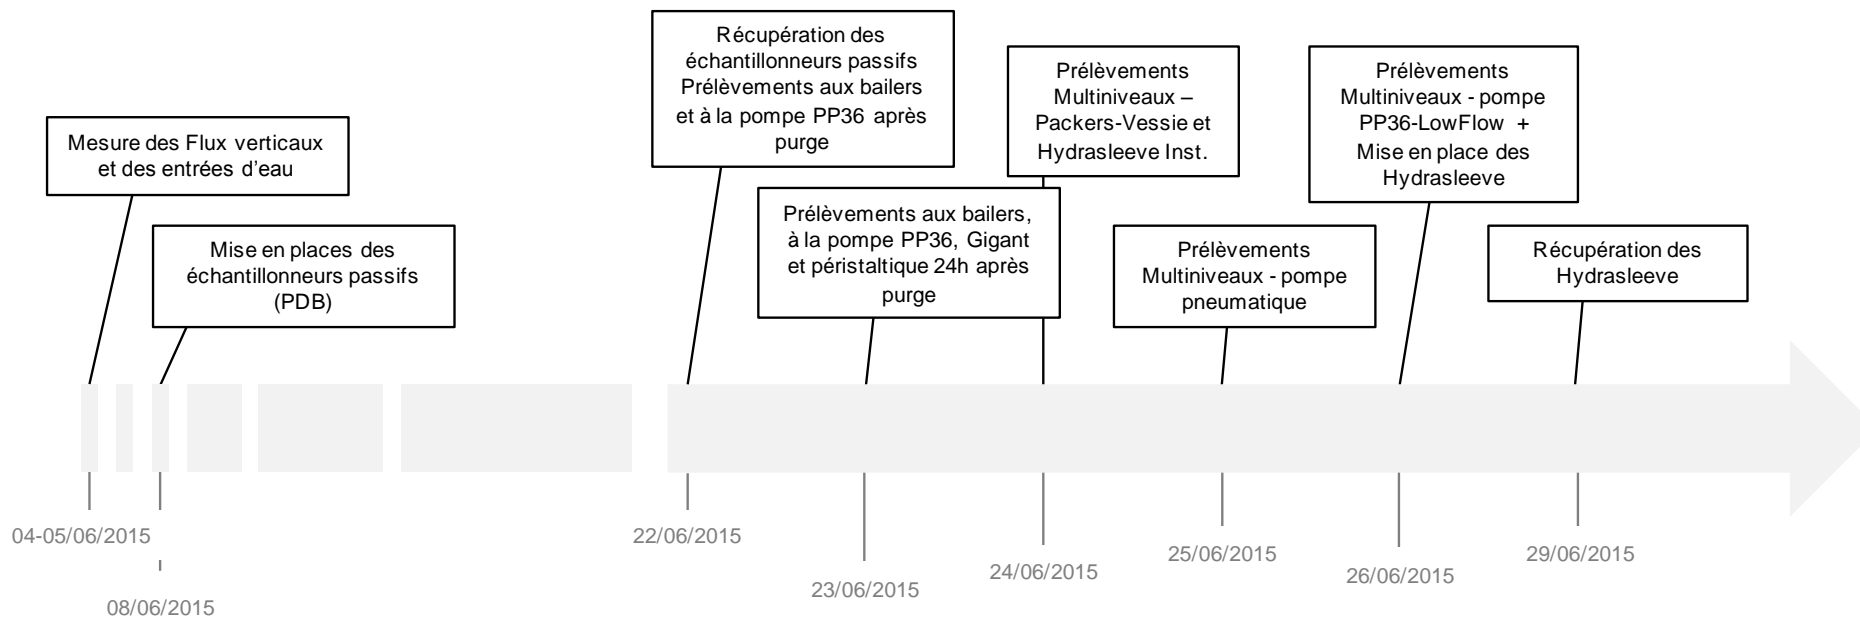 Mesure des Flux verticaux
et des entrées d'eau
Mise en places des
échantillonneurs passifs
(PDB)
Récupération des
échantillonneurs passifs
Prélèvements aux bailers
et à la pompe PP36 après
purge
Prélèvements aux bailers,
à la pompe PP36, Gigant
et péristaltique 24h après
purge
Prélèvements
Multiniveaux –
Packers-Vessie et
Hydrasleeve Inst.
Prélèvements
Multiniveaux - pompe
pneumatique
Prélèvements
Multiniveaux - pompe
PP36-LowFlow +
Mise en place des
Hydrasleeve
Récupération des
Hydrasleeve
04-05/06/2015
08/06/2015
22/06/2015
23/06/2015
24/06/2015
25/06/2015
26/06/2015
29/06/2015